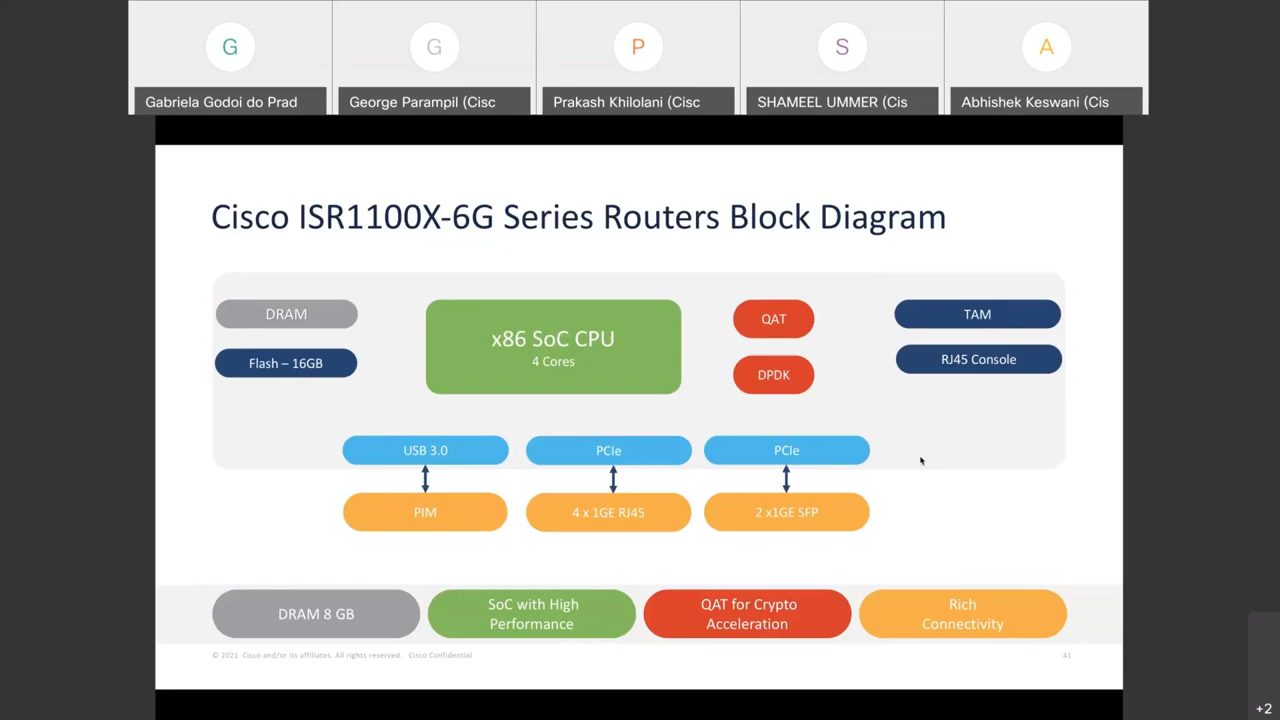 G
G
P
S
A
Gabriela Godoi do Prad
George Parampil (Cisc
Prakash Khilolani (Cisc
SHAMEEL UMMER (Cis
Abhishek Keswani (Cis
Cisco ISR1100X-6G Series Routers Block Diagram
DRAM
Flash – 16GB
x86 SoC CPU
4 Cores
QAT
DPDK
TAM
RJ45 Console
USB 3.0
PCIe
PCIe
PIM
4 x 1GE RJ45
2 x1GE SFP
DRAM 8 GB
SoC with High
Performance
QAT for Crypto
Acceleration
Rich
Connectivity
© 2021 Cisco and/or its affiliates. All rights reserved. Cisco Confidential
41
+2